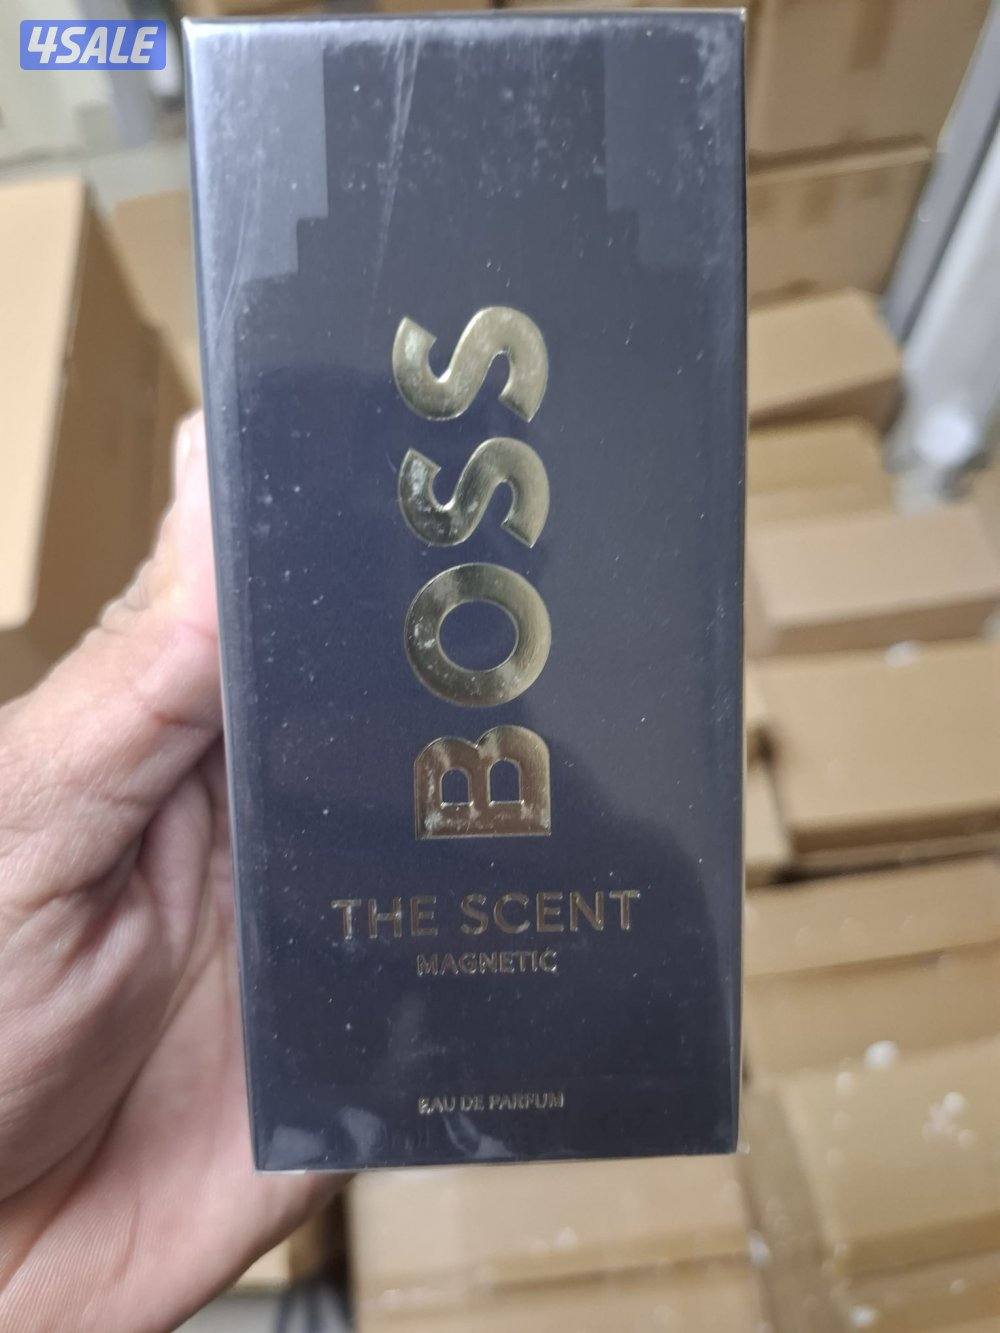 4SALE
BOSS
THE SCENT
MAGNETIC
EAU DE PARFUM